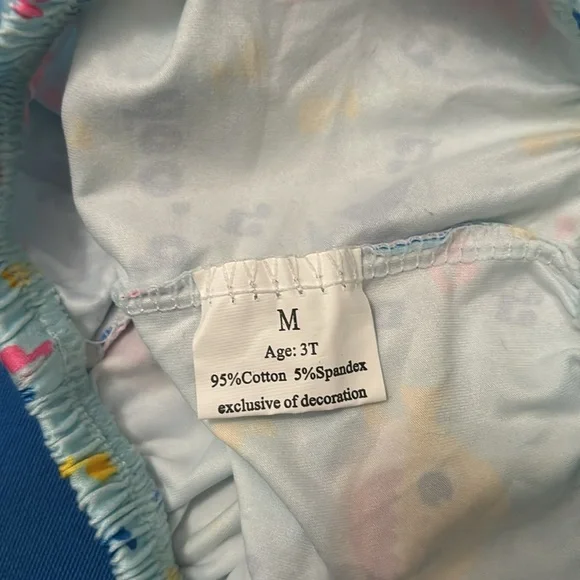 M
Age: 3T
95%Cotton 5%Spandex
exclusive of decoration